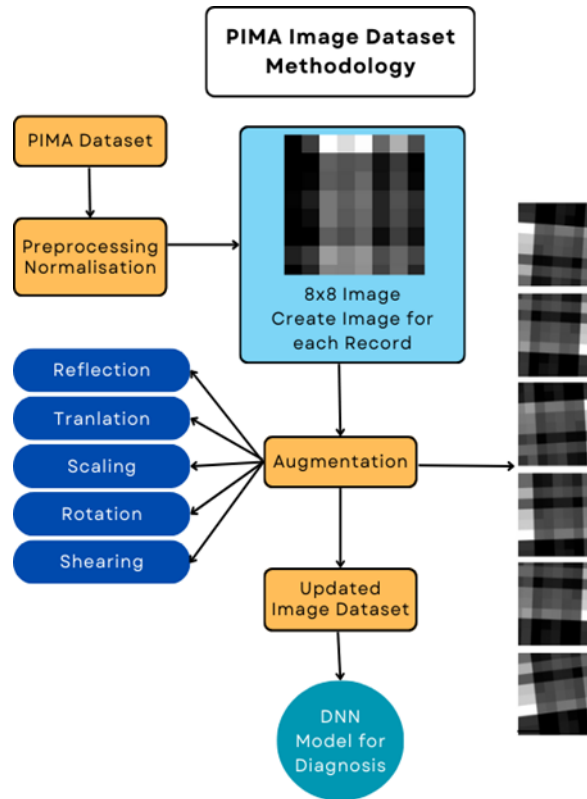 PIMA Image Dataset
Methodology
PIMA Dataset
Preprocessing
Normalisation
8x8 Image
Create Image for
each Record
Reflection
Tranlation
Scaling
Rotation
Shearing
Augmentation
Updated
Image Dataset
DNN
Model for
Diagnosis